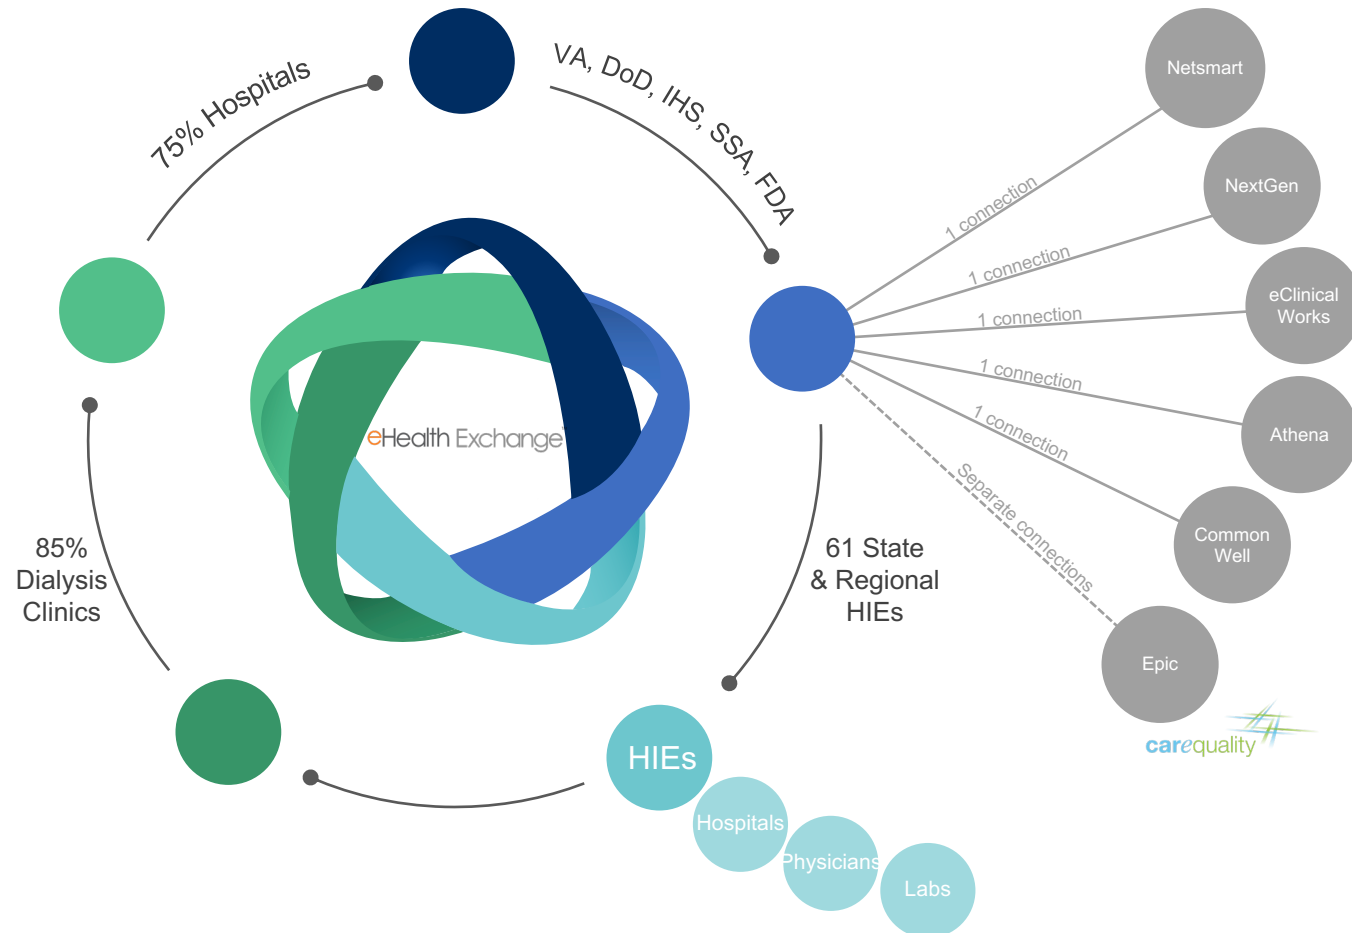 75% Hospitals
VA, DoD, IHS, SSA, FDA
Netsmart
NextGen
eClinical
Works
Athena
Common
Well
Epic
1 connection
1 connection
1 connection
1 connection
1 connection
Separate connections
eHealth Exchange
85%
Dialysis
Clinics
61 State
& Regional
HIEs
carequality
HIEs
Hospitals
Physicians
Labs